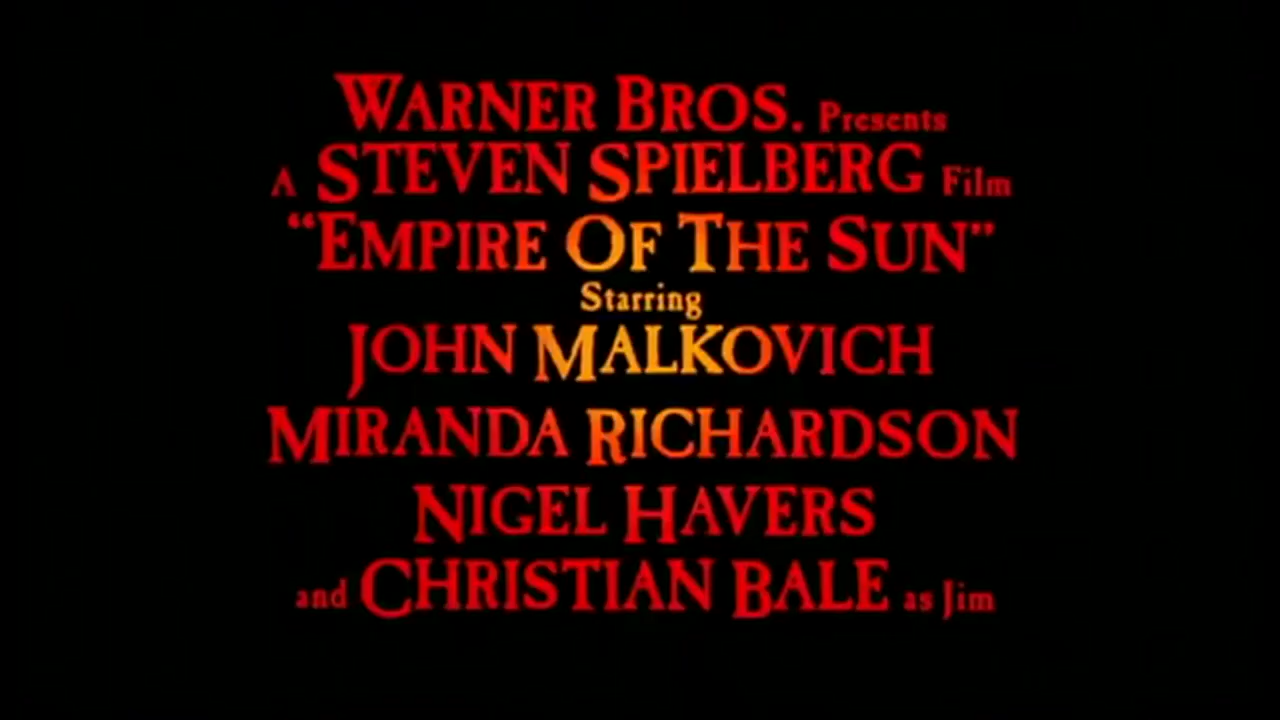 WARNER BROS. Presents
A STEVEN SPIELBERG Film
“EMPIRE OF THE SUN”
Starring
JOHN MALKOVICH
MIRANDA RICHARDSON
NIGEL HAVERS
and CHRISTIAN BALE as Jim